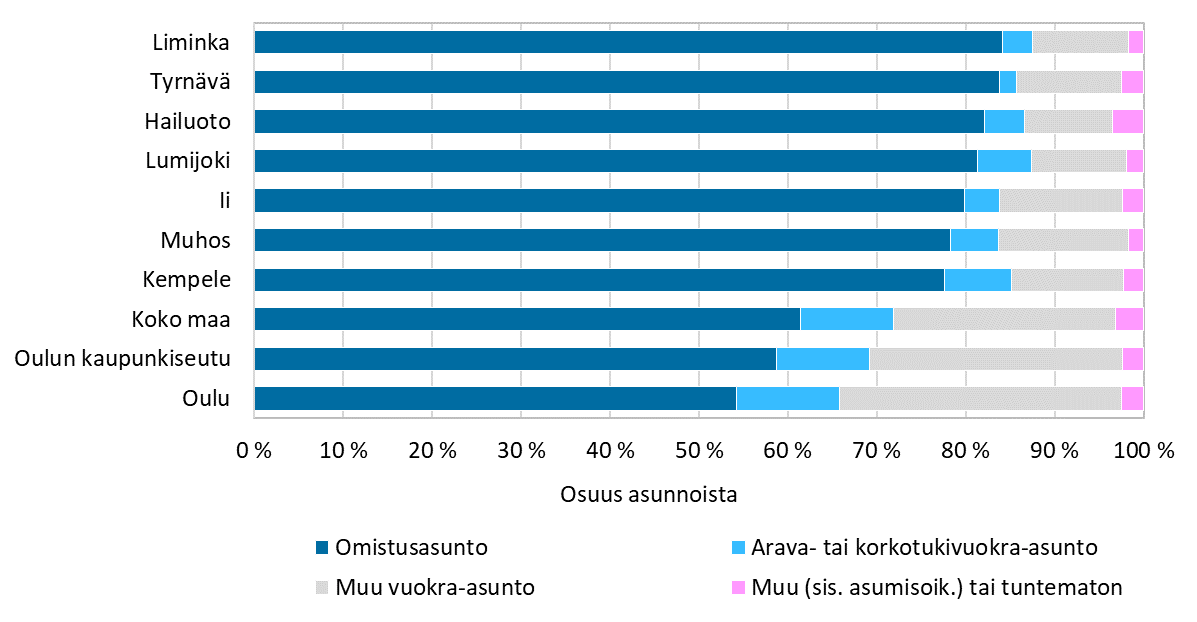 Liminka
Tyrnävä
Hailuoto
Lumijoki
Ii
Muhos
Kempele
Koko maa
Oulun kaupunkiseutu
Oulu
0 % 10 % 20 % 30 % 40 % 50 % 60 % 70 % 80 % 90 % 100 %
Osuus asunnoista
Omistusasunto Arava- tai korkotukivuokra-asunto
Muu vuokra-asunto Muu (sis. asumisoik.) tai tuntematon